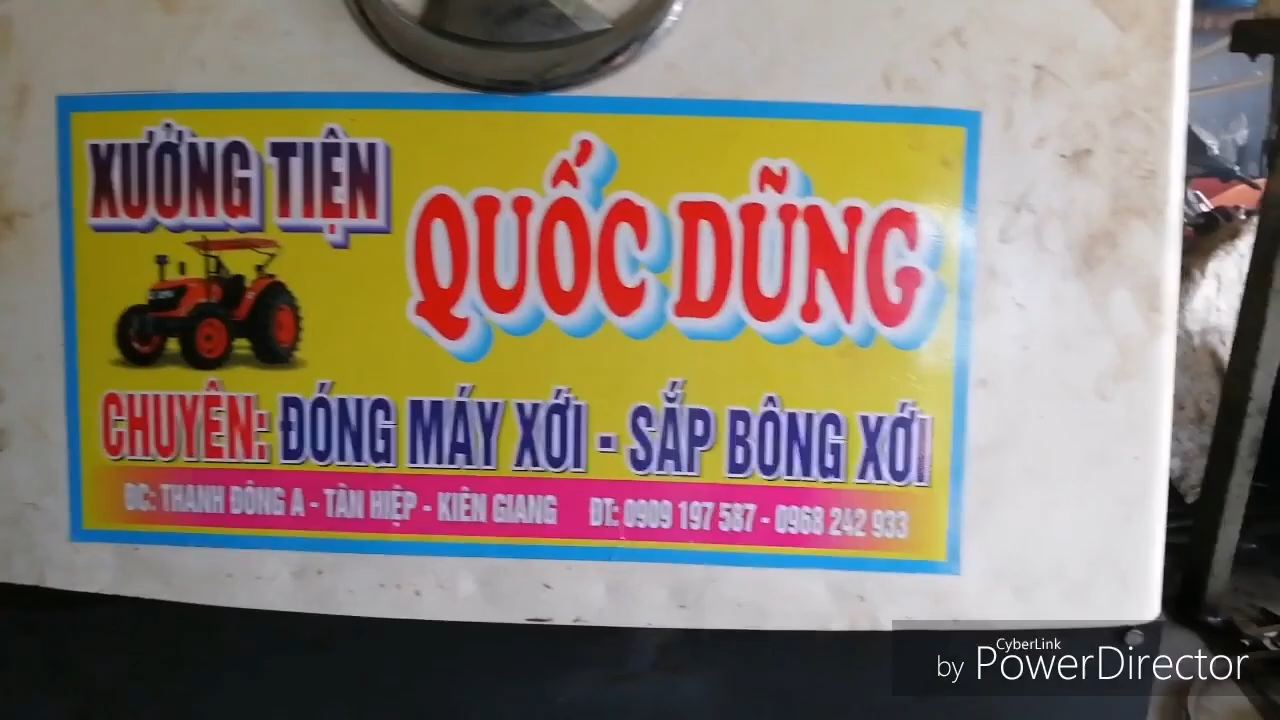 XƯỞNG TIỆN
QUỐC DŨNG
CHUYÊN: ĐÓNG MÁY XỚI - SẮP BÔNG XỚI
ĐC: THẠNH ĐÔNG A - TÂN HIỆP - KIÊN GIANG ĐT: 0909 197 587 - 0968 242 933
CyberLink
by PowerDirector